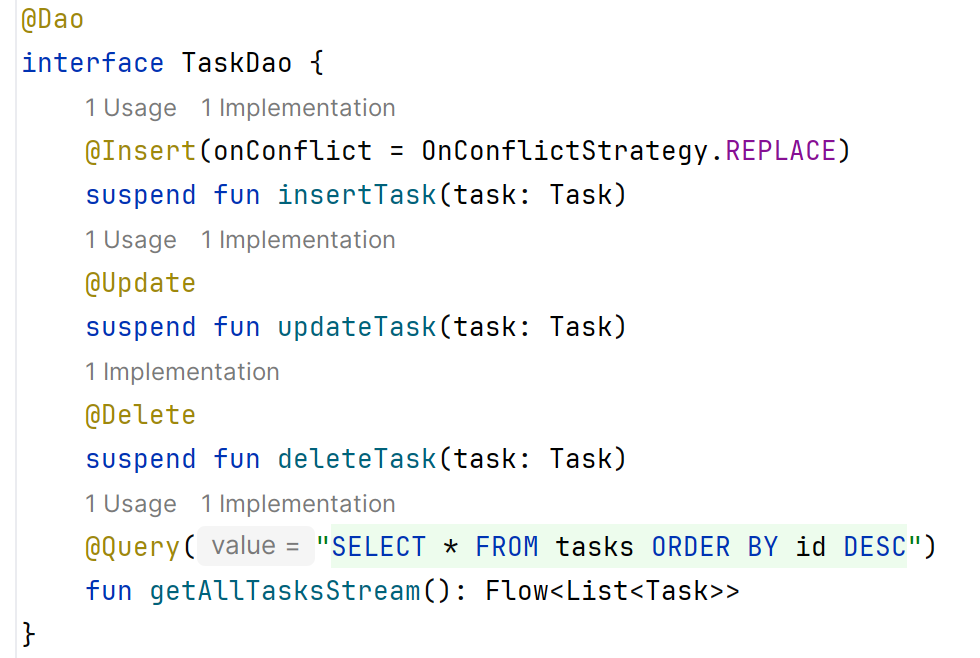 @Dao
interface TaskDao {
1 Usage 1 Implementation
@Insert(onConflict = OnConflictStrategy.REPLACE)
suspend fun insertTask(task: Task)
1 Usage 1 Implementation
@Update
suspend fun updateTask(task: Task)
1 Implementation
@Delete
suspend fun deleteTask(task: Task)
1 Usage 1 Implementation
@Query( value = "SELECT * FROM tasks ORDER BY id DESC")
fun getAllTasksStream(): Flow<List<Task>>
}